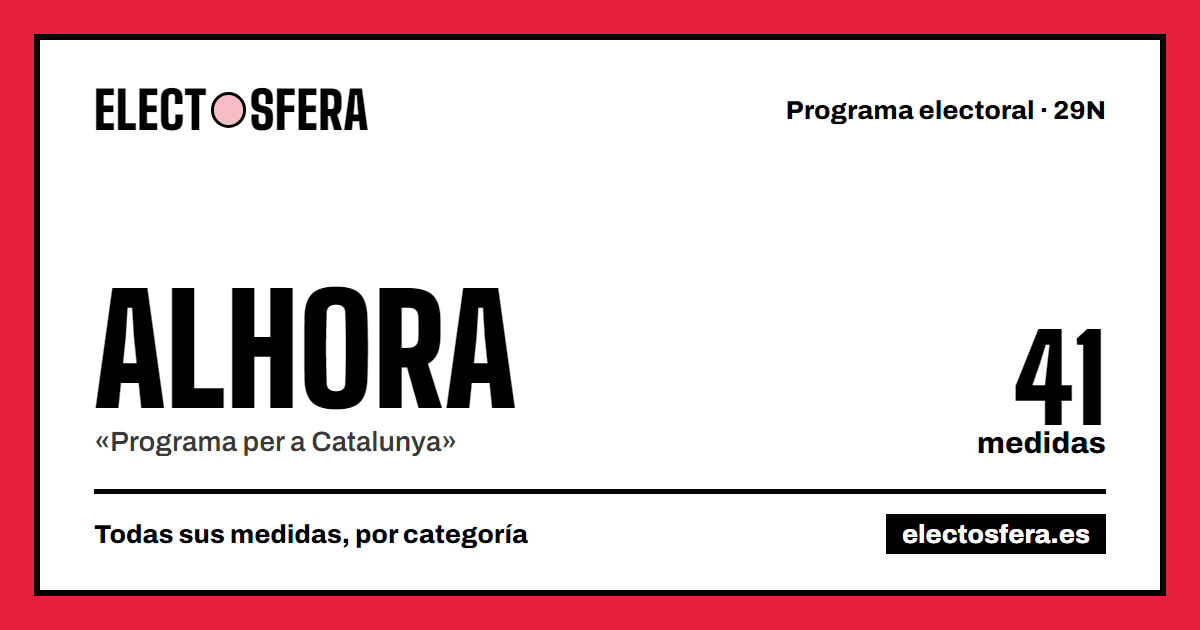 ELECTOSFERA
Programa electoral · 29N
ALHORA
«Programa per a Catalunya»
41
medidas
Todas sus medidas, por categoría
electosfera.es